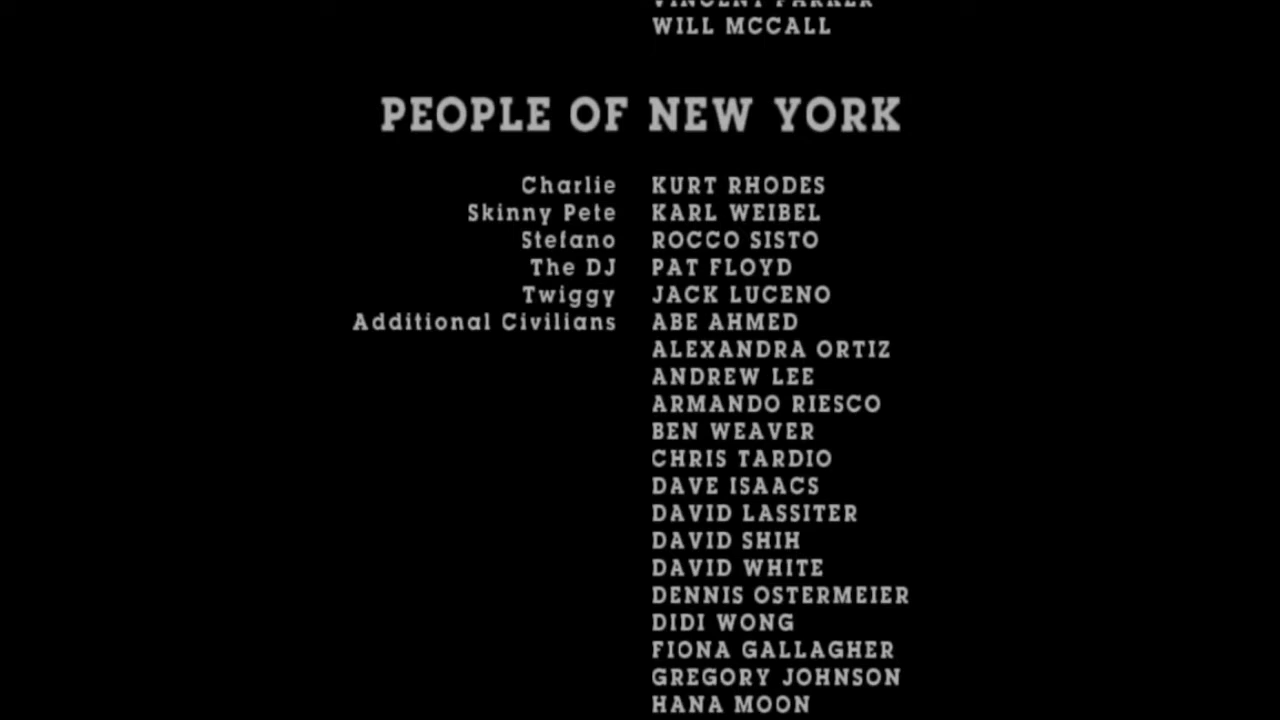 VINCENT PARKER
WILL MCCALL
PEOPLE OF NEW YORK
Charlie KURT RHODES
Skinny Pete KARL WEIBEL
Stefano ROCCO SISTO
The DJ PAT FLOYD
Twiggy JACK LUCENO
Additional Civilians ABE AHMED
ALEXANDRA ORTIZ
ANDREW LEE
ARMANDO RIESCO
BEN WEAVER
CHRIS TARDIO
DAVE ISAACS
DAVID LASSITER
DAVID SHIH
DAVID WHITE
DENNIS OSTERMEIER
DIDI WONG
FIONA GALLAGHER
GREGORY JOHNSON
HANA MOON